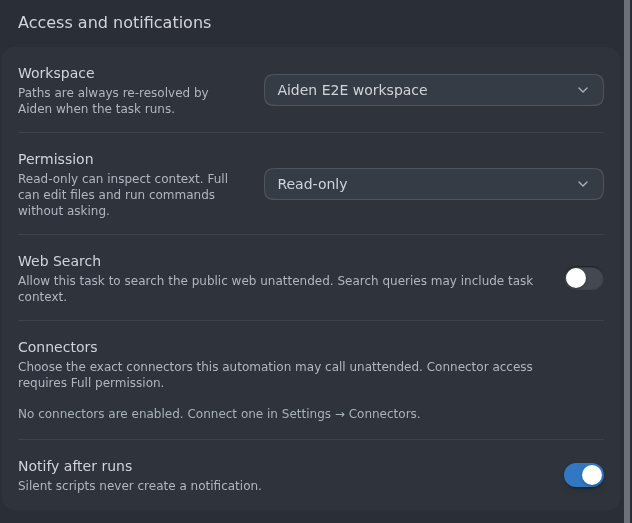 Access and notifications
Workspace
Paths are always re-resolved by
Aiden when the task runs.
Aiden E2E workspace
Permission
Read-only can inspect context. Full
can edit files and run commands
without asking.
Read-only
Web Search
Allow this task to search the public web unattended. Search queries may include task
context.
Connectors
Choose the exact connectors this automation may call unattended. Connector access
requires Full permission.
No connectors are enabled. Connect one in Settings → Connectors.
Notify after runs
Silent scripts never create a notification.